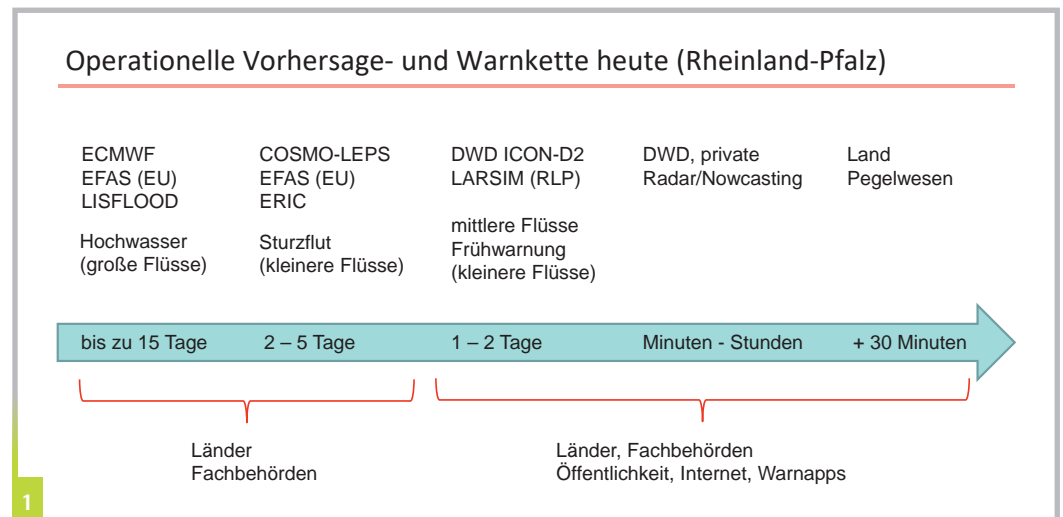 Operationelle Vorhersage- und Warnkette heute (Rheinland-Pfalz)
ECMWF
EFAS (EU)
LISFLOOD
Hochwasser
(große Flüsse)
COSMO-LEPS
EFAS (EU)
ERIC
Sturzflut
(kleinere Flüsse)
DWD ICON-D2
LARSIM (RLP)
mittlere Flüsse
Frühwarnung
(kleinere Flüsse)
DWD, private
Radar/Nowcasting
Land
Pegelwesen
bis zu 15 Tage
2 – 5 Tage
1 – 2 Tage
Minuten - Stunden
+ 30 Minuten
Länder
Fachbehörden
Länder, Fachbehörden
Öffentlichkeit, Internet, Warnapps
1